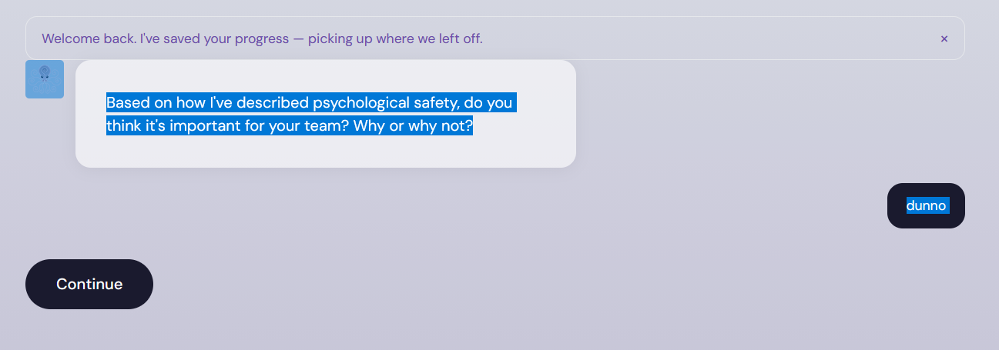 Welcome back. I've saved your progress — picking up where we left off.
×
Based on how I've described psychological safety, do you
think it's important for your team? Why or why not?
dunno
Continue